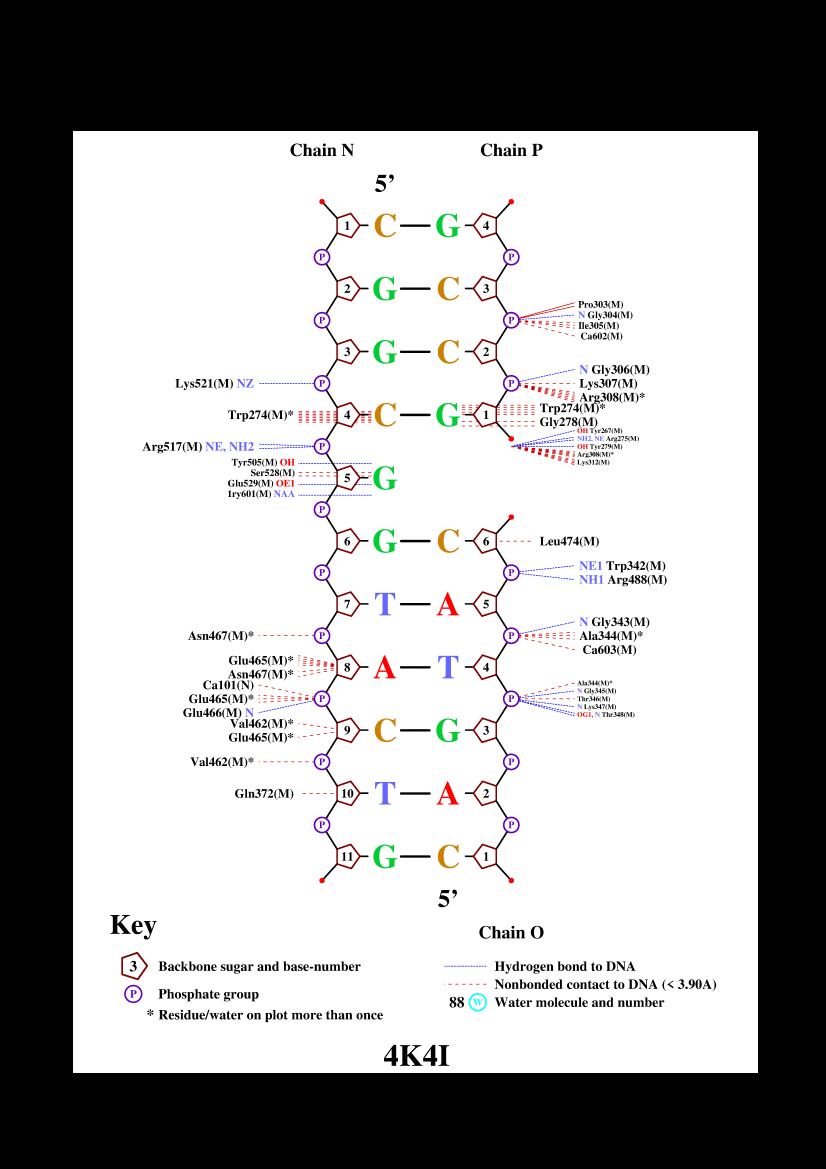 Chain N Chain P
5’
1 C G 4
P P
2 G C 3
Pro303(M)
N Gly304(M)
P P
Ile305(M)
Ca602(M)
3 G C 2
N Gly306(M)
Lys521(M) NZ P P Lys307(M)
Arg308(M)*
Trp274(M)*
Trp274(M)* 4 C G 1
Gly278(M)
OH Tyr267(M)
NH2, NE Arg275(M)
Arg517(M) NE, NH2 P OH Tyr279(M)
Arg308(M)*
Lys312(M)
Tyr505(M) OH
Ser528(M)
5 G
Glu529(M) OE1
1ry601(M) NAA
P
6 G C 6 Leu474(M)
NE1 Trp342(M)
P P
NH1 Arg488(M)
7 T A 5
N Gly343(M)
Asn467(M)* P P Ala344(M)*
Ca603(M)
Glu465(M)*
8 A T 4
Asn467(M)*
Ca101(N) Ala344(M)*
N Gly345(M)
Glu465(M)* P P Thr346(M)
N Lys347(M)
Glu466(M) N OG1, N Thr348(M)
Val462(M)*
9 C G 3
Glu465(M)*
Val462(M)* P P
Gln372(M) 10 T A 2
P P
11 G C 1
5’
Key
Chain O
3 Backbone sugar and base-number
Hydrogen bond to DNA
Nonbonded contact to DNA (< 3.90A)
P Phosphate group
88 W Water molecule and number
* Residue/water on plot more than once
4K4I